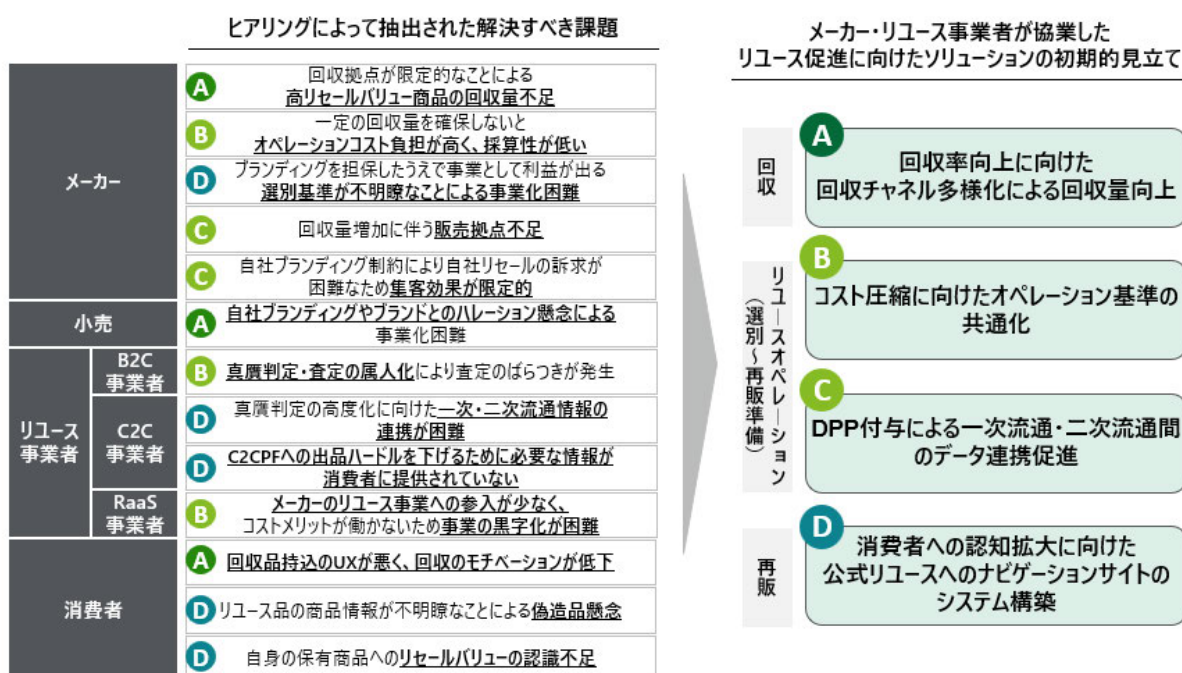 ヒアリングによって抽出された解決すべき課題
メーカー
A
回収拠点が限定的なことによる
高リセールバリュー商品の回収量不足
B
一定の回収量を確保しないと
オペレーションコスト負担が高く、採算性が低い
D
ブランディングを担保したうえで事業として利益が出る
選別基準が不明瞭なことによる事業化困難
C
回収量増加に伴う販売拠点不足
C
自社ブランディング制約により自社リセールの訴求が
困難なため集客効果が限定的
小売
A
自社ブランディングやブランドとのハレーション懸念による
事業化困難
リユース
事業者
B2C
事業者
B
真贋判定・査定の属人化により査定のばらつきが発生
C2C
事業者
D
真贋判定の高度化に向けた一次・二次流通情報の
連携が困難
D
C2CPFへの出品ハードルを下げるために必要な情報が
消費者に提供されていない
RaaS
事業者
B
メーカーのリユース事業への参入が少なく、
コストメリットが働かないため事業の黒字化が困難
消費者
A
回収品持込のUXが悪く、回収のモチベーションが低下
D
リユース品の商品情報が不明瞭なことによる偽造品懸念
D
自身の保有商品へのリセールバリューの認識不足
メーカー・リユース事業者が協業した
リユース促進に向けたソリューションの初期的見立て
回収
A
回収率向上に向けた
回収チャネル多様化による回収量向上
リユースオペレーション
（選別～再販準備）
B
コスト圧縮に向けたオペレーション基準の
共通化
C
DPP付与による一次流通・二次流通間
のデータ連携促進
再販
D
消費者への認知拡大に向けた
公式リユースへのナビゲーションサイトの
システム構築